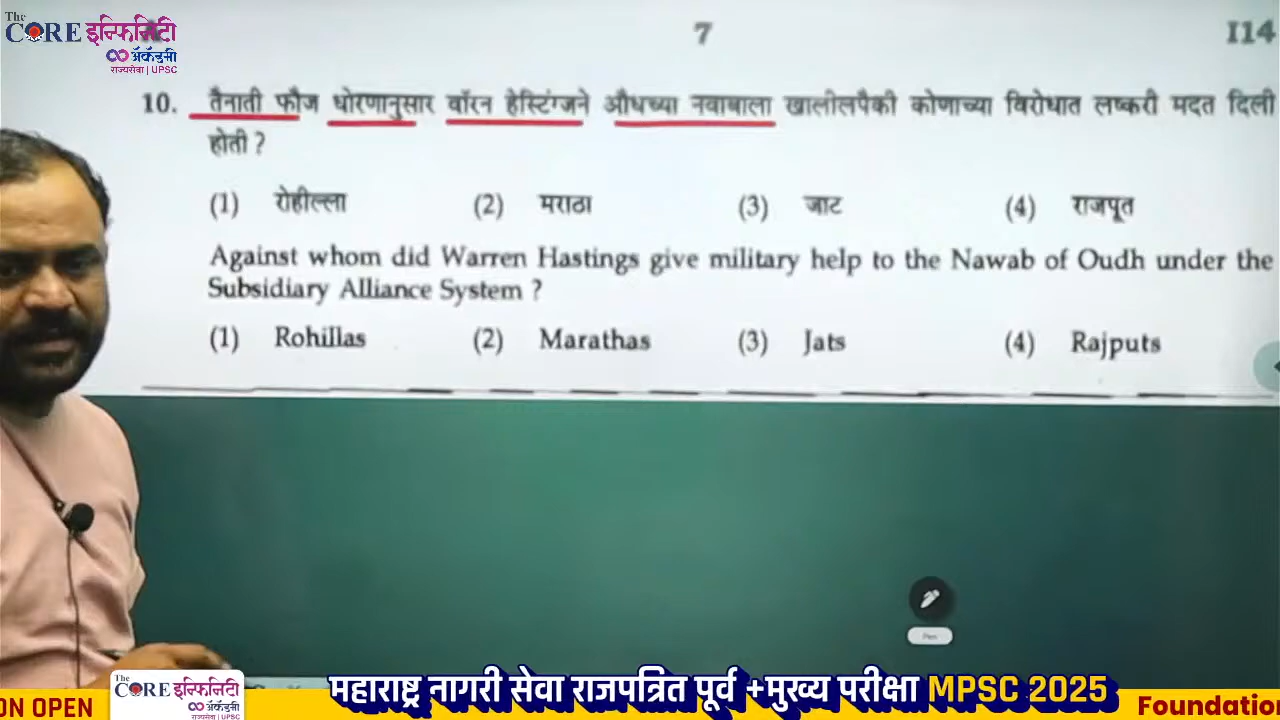 The
CORE इन्फिनिटी
अ‍ॅकॅडमी
राज्यसेवा | UPSC
7
I14
10. तैनाती फौज धोरणानुसार वॉरन हेस्टिंग्जने औधच्या नवाबाला खालीलपैकी कोणाच्या विरोधात लष्करी मदत दिली
होती ?
(1) रोहील्ला (2) मराठा (3) जाट (4) राजपूत
Against whom did Warren Hastings give military help to the Nawab of Oudh under the
Subsidiary Alliance System ?
(1) Rohillas (2) Marathas (3) Jats (4) Rajputs
Pen
The
CORE इन्फिनिटी
अ‍ॅकॅडमी
राज्यसेवा | UPSC
महाराष्ट्र नागरी सेवा राजपत्रित पूर्व +मुख्य परीक्षा MPSC 2025
ON OPEN
Foundatio